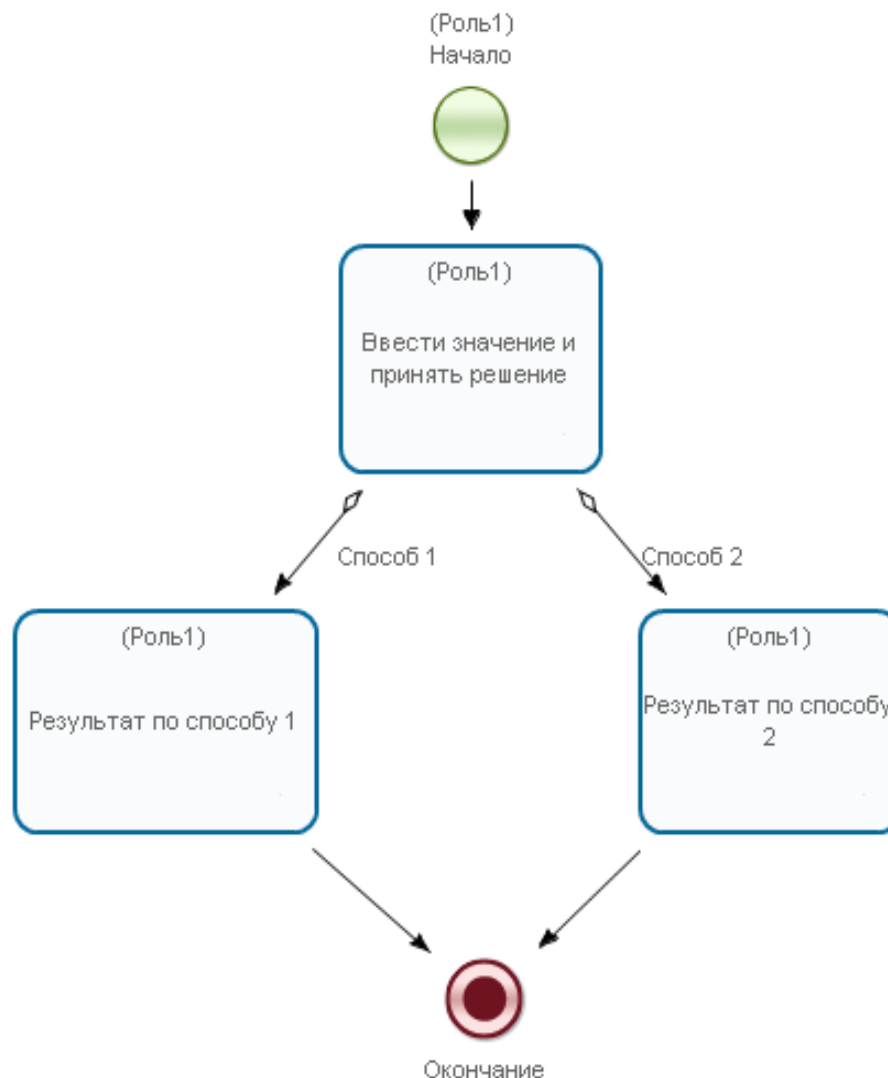 (Роль1)
Начало
(Роль1)
Ввести значение и
принять решение
Способ 1
Способ 2
(Роль1)
Результат по способу 1
(Роль1)
Результат по способу
2
Окончание